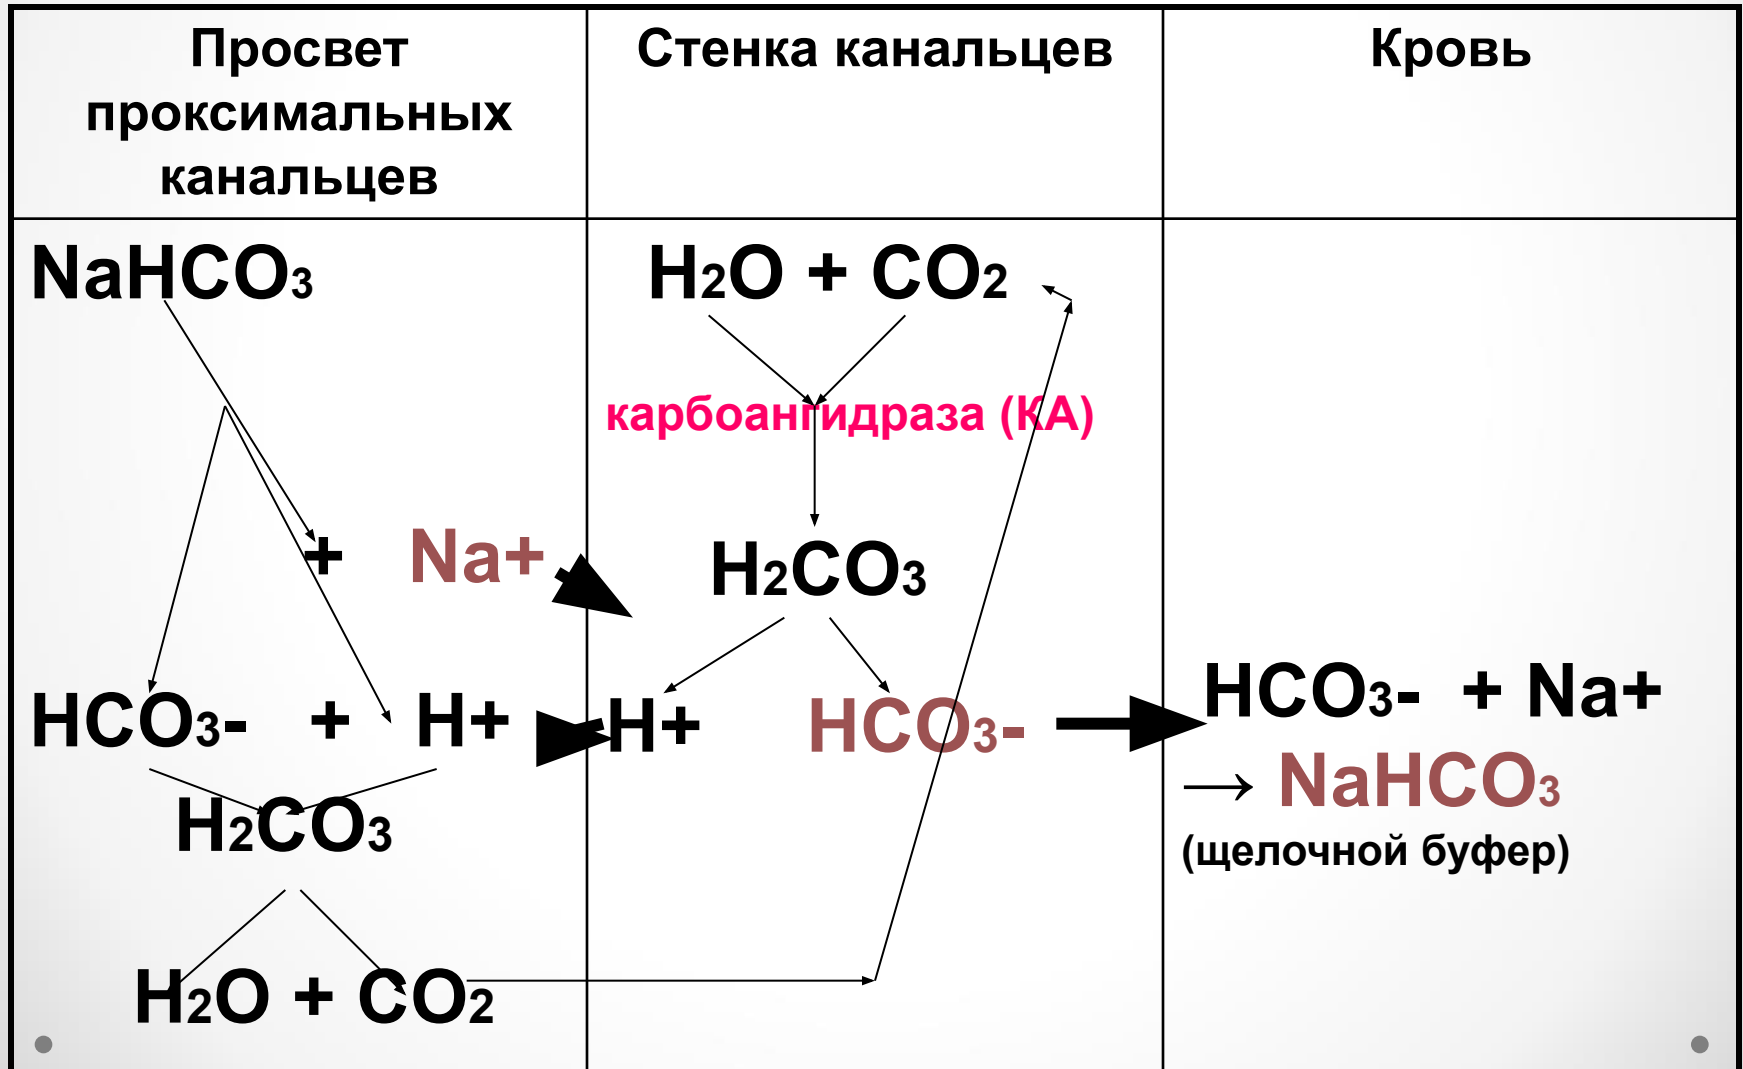 Просвет
проксимальных
канальцев
Стенка канальцев
Кровь
NaHCO3
+ Na+
HCO3- + H+
H2CO3
H2O + CO2
H2O + CO2
карбоангидраза (КА)
H2CO3
H+ HCO3-
HCO3- + Na+
→ NaHCO3
(щелочной буфер)